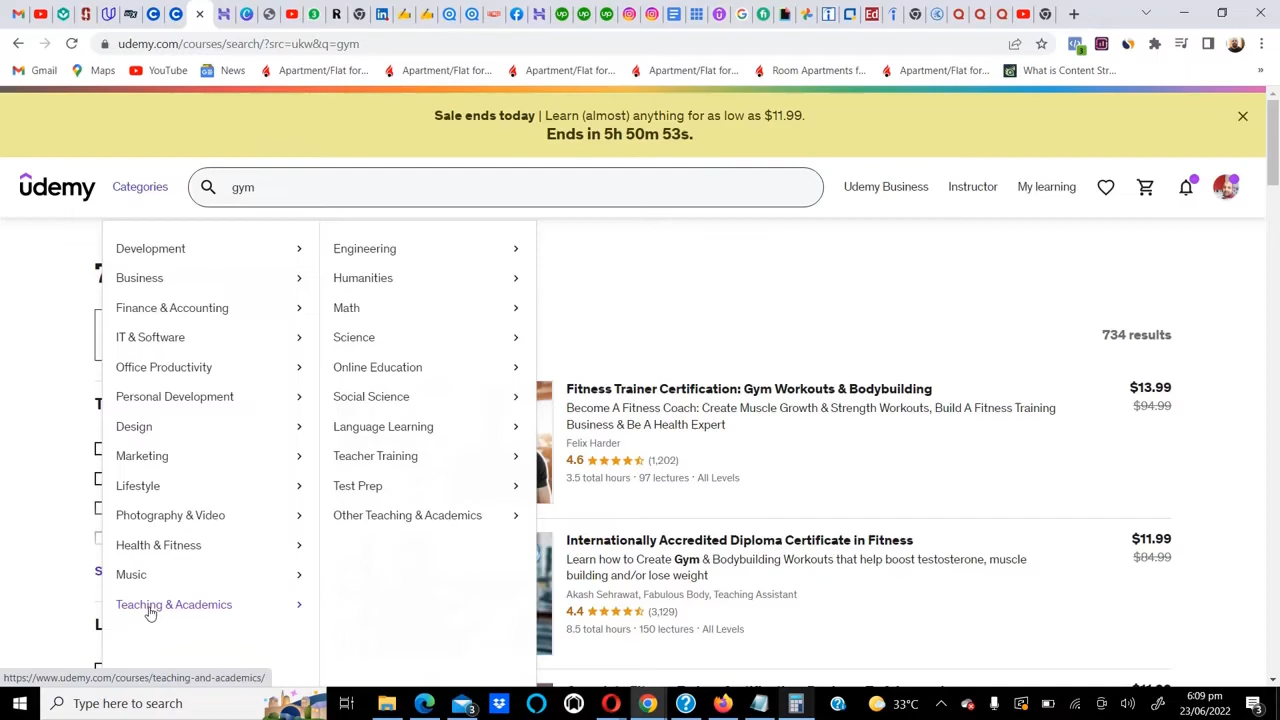 udemy.com/courses/search/?src=ukw&q=gym
Gmail
Maps
YouTube
News
Apartment/Flat for...
Apartment/Flat for...
Apartment/Flat for...
Apartment/Flat for...
Room Apartments f...
Apartment/Flat for...
What is Content Str...
»
Sale ends today | Learn (almost) anything for as low as $11.99.
Ends in 5h 50m 53s.
udemy
Categories
gym
Udemy Business
Instructor
My learning
Development
Business
Finance & Accounting
IT & Software
Office Productivity
Personal Development
Design
Marketing
Lifestyle
Photography & Video
Health & Fitness
Music
Teaching & Academics
Engineering
Humanities
Math
Science
Online Education
Social Science
Language Learning
Teacher Training
Test Prep
Other Teaching & Academics
734 results
Fitness Trainer Certification: Gym Workouts & Bodybuilding
$13.99
Become A Fitness Coach: Create Muscle Growth & Strength Workouts, Build A Fitness Training
$94.99
Business & Be A Health Expert
Felix Harder
4.6 (1,202)
3.5 total hours · 97 lectures · All Levels
Internationally Accredited Diploma Certificate in Fitness
$11.99
Learn how to Create Gym & Bodybuilding Workouts that help boost testosterone, muscle
$84.99
building and/or lose weight
Akash Sehrawat, Fabulous Body, Teaching Assistant
4.4 (3,129)
8.5 total hours · 150 lectures · All Levels
https://www.udemy.com/courses/teaching-and-academics/
Type here to search
33°C
6:09 pm
23/06/2022